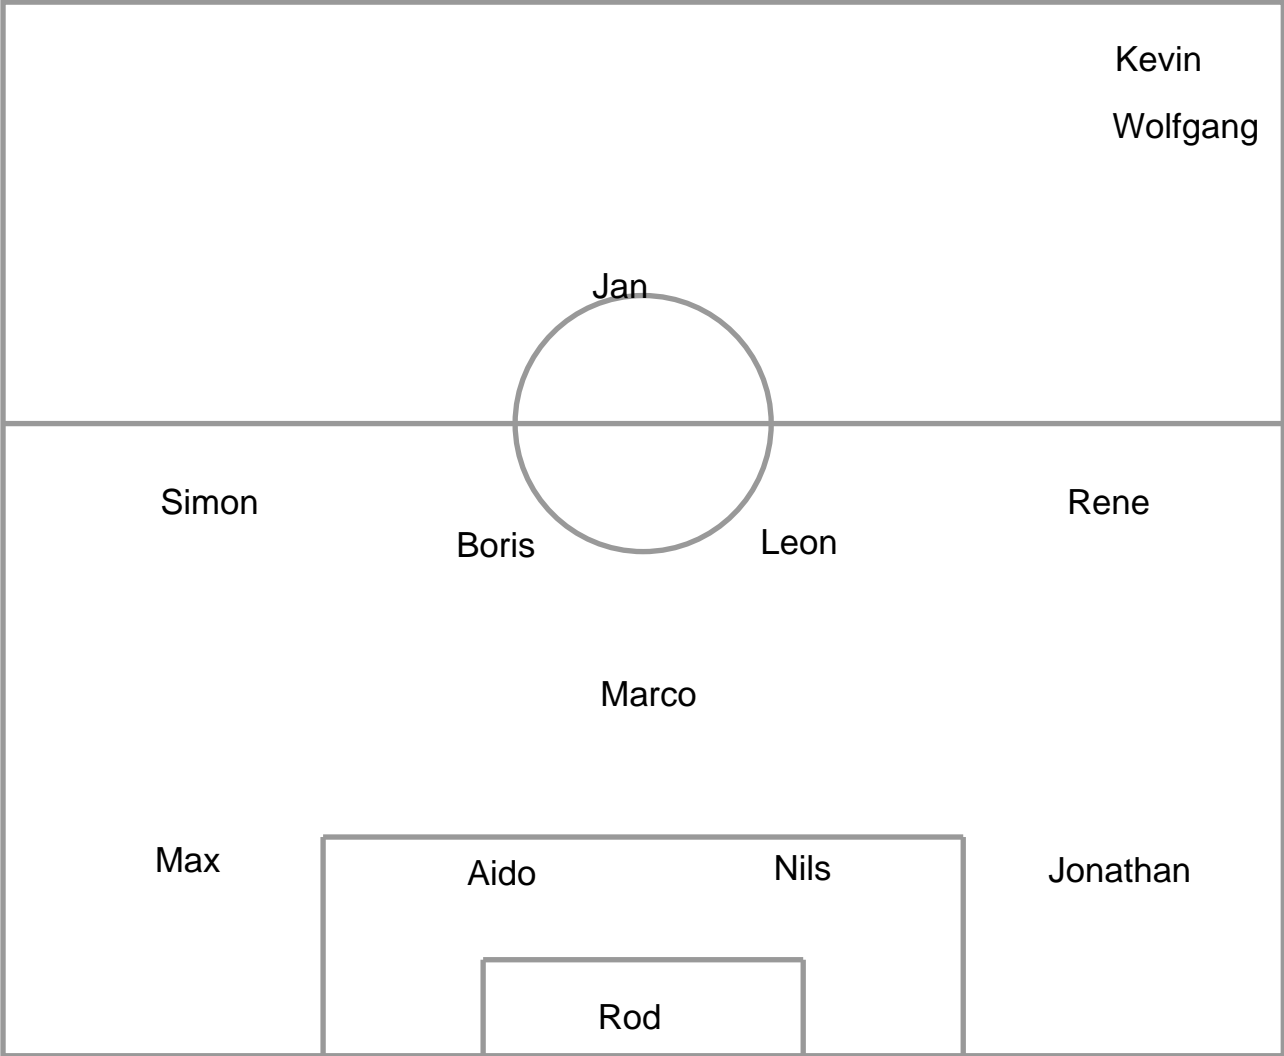 Kevin
Wolfgang
Jan
Simon
Rene
Boris
Leon
Marco
Max
Aido
Nils
Jonathan
Rod